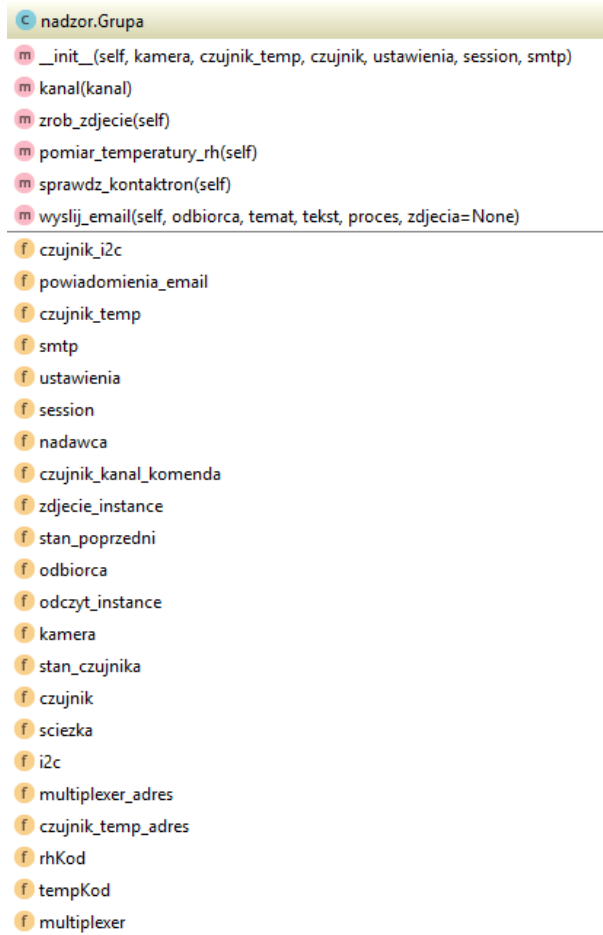 C nadzor.Grupa
m __init__(self, kamera, czujnik_temp, czujnik, ustawienia, session, smtp)
m kanal(kanal)
m zrob_zdjecie(self)
m pomiar_temperatury_rh(self)
m sprawdz_kontaktron(self)
m wyslij_email(self, odbiorca, temat, tekst, proces, zdjecia=None)
f czujnik_i2c
f powiadomienia_email
f czujnik_temp
f smtp
f ustawienia
f session
f nadawca
f czujnik_kanal_komenda
f zdjecie_instance
f stan_poprzedni
f odbiorca
f odczyt_instance
f kamera
f stan_czujnika
f czujnik
f sciezka
f i2c
f multiplexer_adres
f czujnik_temp_adres
f rhKod
f tempKod
f multiplexer